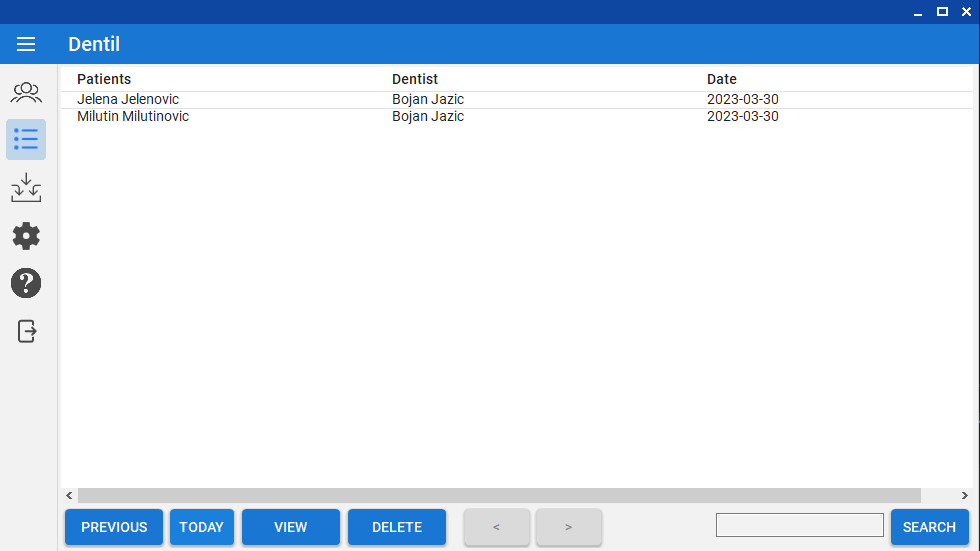 Dentil
Patients Dentist Date
Jelena Jelenovic Bojan Jazic 2023-03-30
Milutin Milutinovic Bojan Jazic 2023-03-30
PREVIOUS TODAY VIEW DELETE < > SEARCH